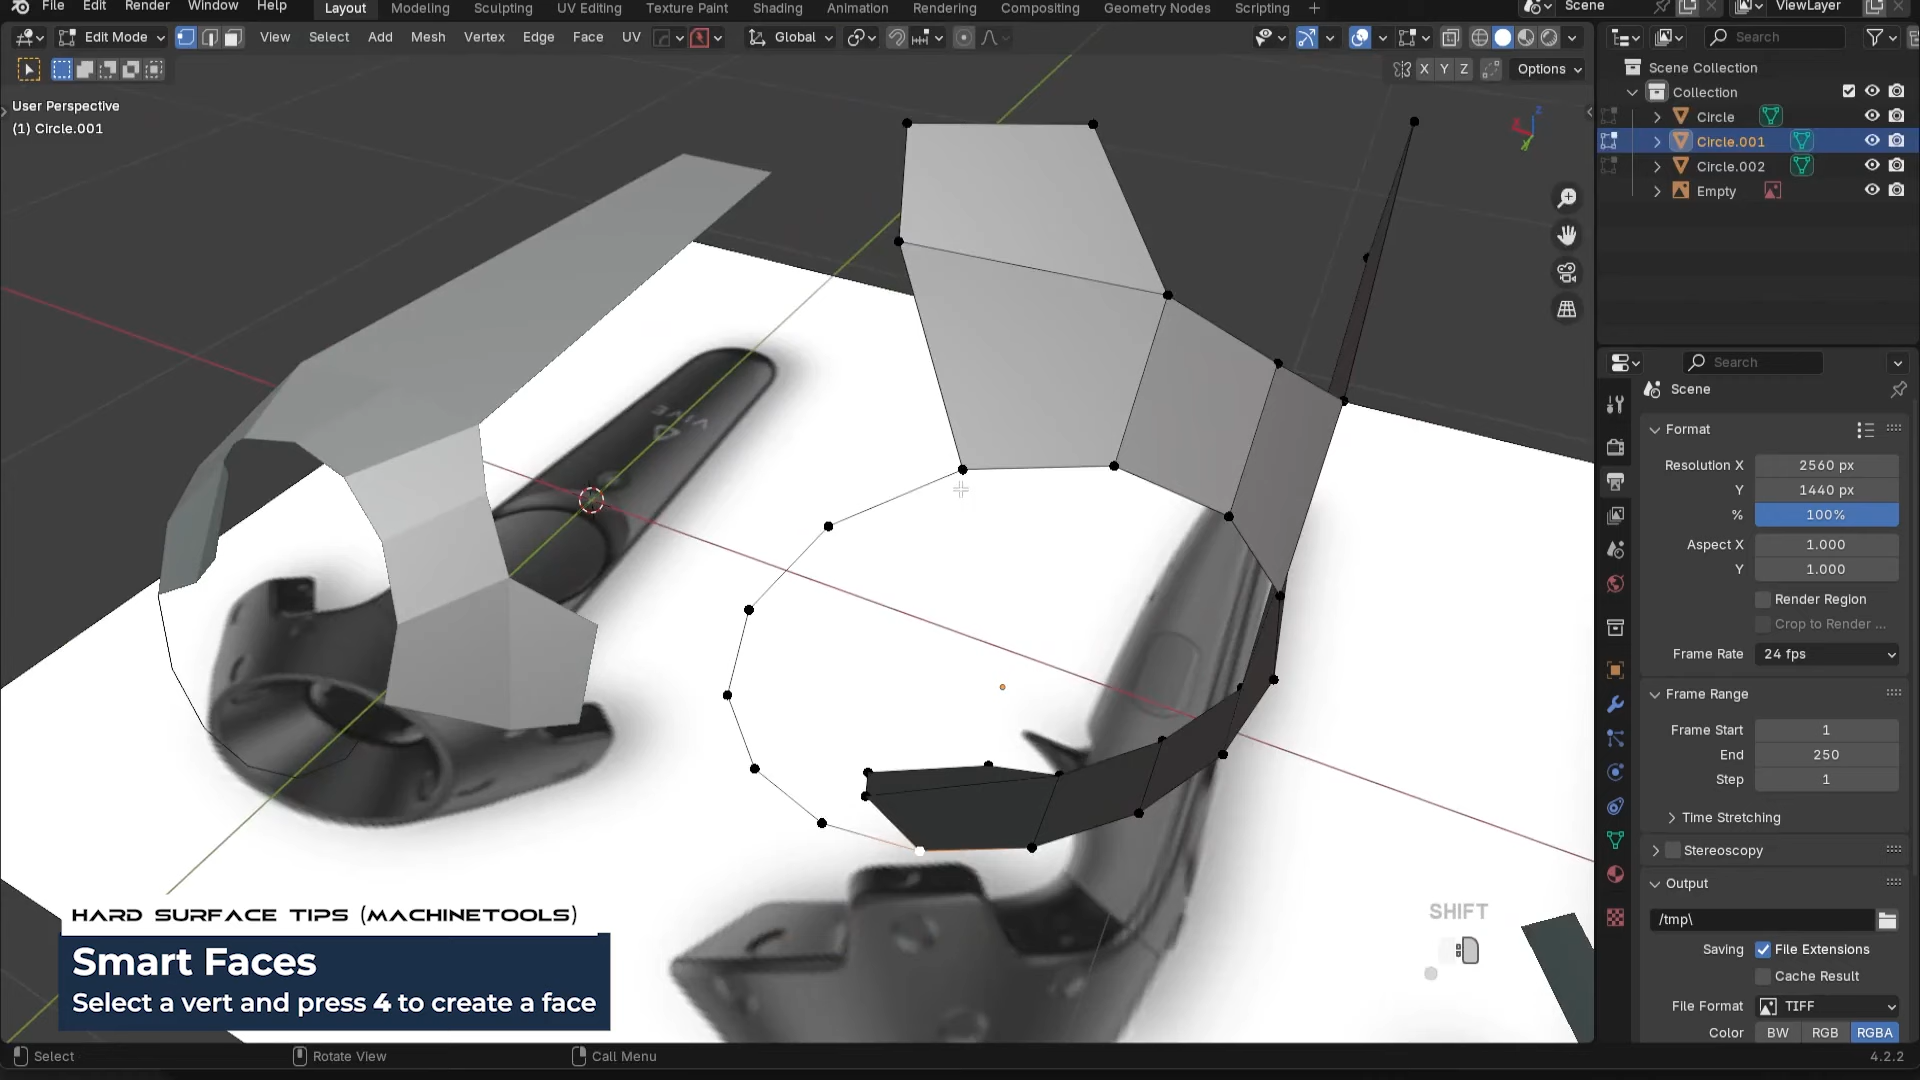 File Edit Render Window Help
Layout Modeling Sculpting UV Editing Texture Paint Shading Animation Rendering Compositing Geometry Nodes Scripting +
Scene
ViewLayer
Edit Mode
View Select Add Mesh Vertex Edge Face UV
Global
Search
X Y Z
Options
User Perspective
(1) Circle.001
Scene Collection
Collection
Circle
Circle.001
Circle.002
Empty
Search
Scene
Format
Resolution X 2560 px
Y 1440 px
% 100%
Aspect X 1.000
Y 1.000
Render Region
Crop to Render ...
Frame Rate 24 fps
Frame Range
Frame Start 1
End 250
Step 1
Time Stretching
Stereoscopy
Output
/tmp\
Saving File Extensions
Cache Result
File Format TIFF
Color BW RGB RGBA
VIVE
SHIFT
HARD SURFACE TIPS (MACHINETOOLS)
Smart Faces
Select a vert and press 4 to create a face
Select
Rotate View
Call Menu
4.2.2